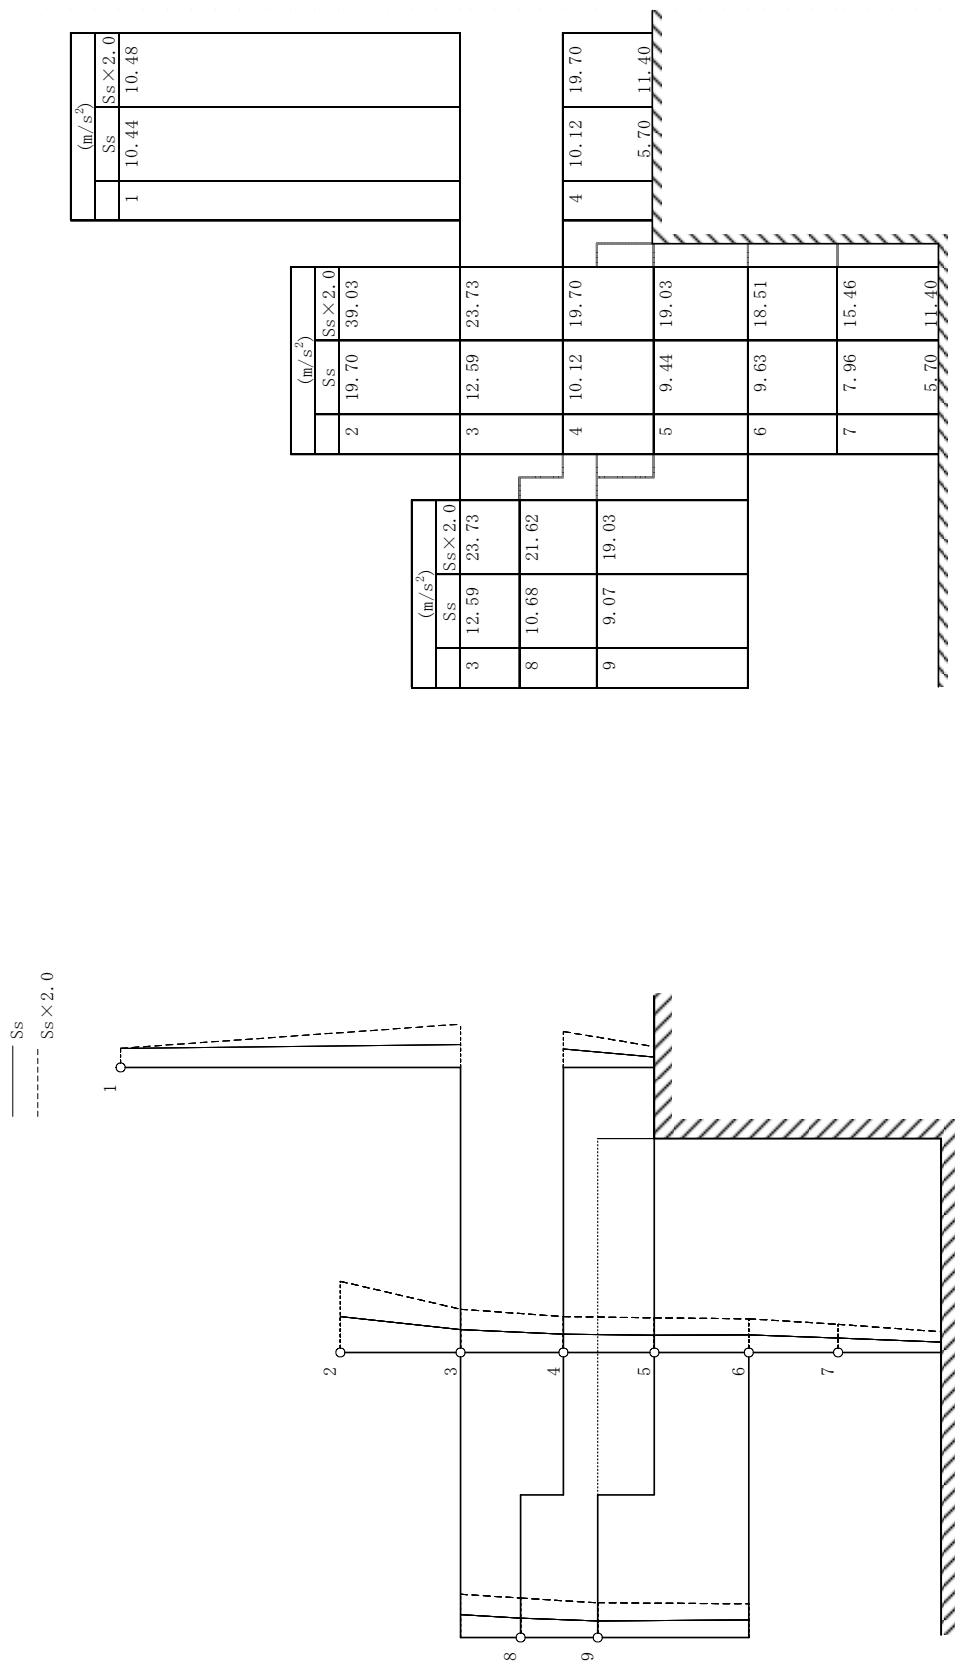 (m/s²)
Ss Ss×2.0
1 10.44 10.48
4 10.12 19.70
5.70 11.40
(m/s²)
Ss Ss×2.0
2 19.70 39.03
3 12.59 23.73
4 10.12 19.70
5 9.44 19.03
6 9.63 18.51
7 7.96 15.46
5.70 11.40
(m/s²)
Ss Ss×2.0
3 12.59 23.73
8 10.68 21.62
9 9.07 19.03
Ss
Ss×2.0
1
2
3
4
5
6
7
8
9